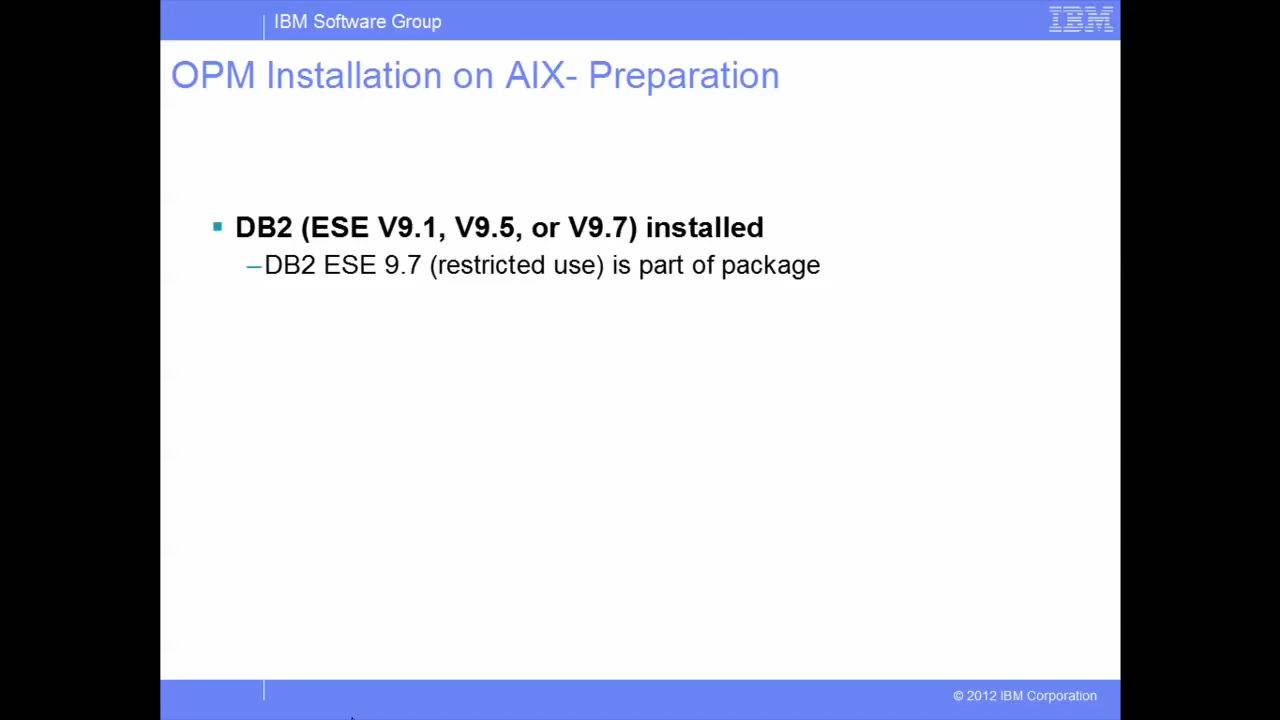 IBM Software Group
IBM
OPM Installation on AIX- Preparation
DB2 (ESE V9.1, V9.5, or V9.7) installed
–DB2 ESE 9.7 (restricted use) is part of package
© 2012 IBM Corporation